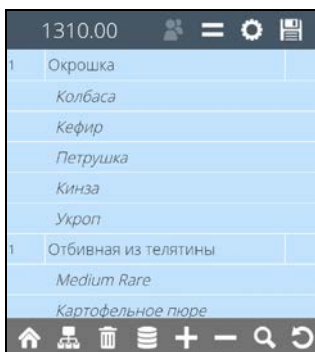 1310.00
1 Окрошка
Колбаса
Кефир
Петрушка
Кинза
Укроп
1 Отбивная из телятины
Medium Rare
Картофельное пюре